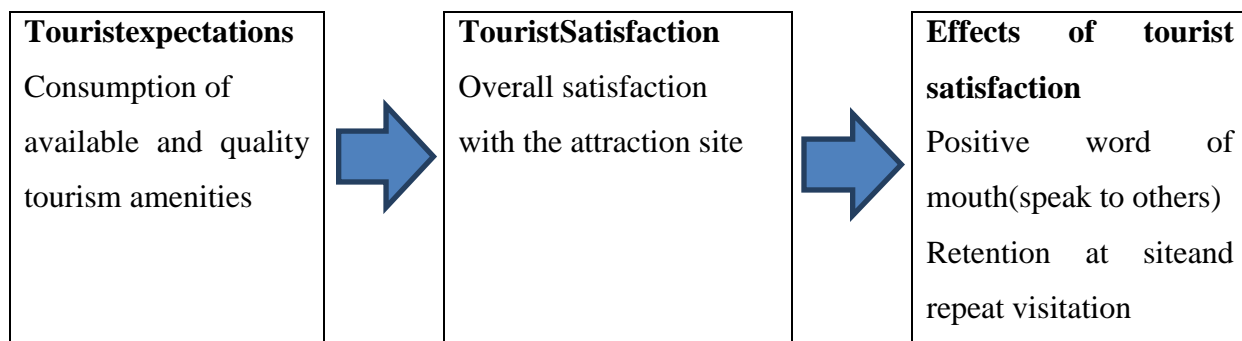 Touristexpectations
Consumption of
available and quality
tourism amenities
TouristSatisfaction
Overall satisfaction
with the attraction site
Effects of tourist
satisfaction
Positive word of
mouth(speak to others)
Retention at siteand
repeat visitation